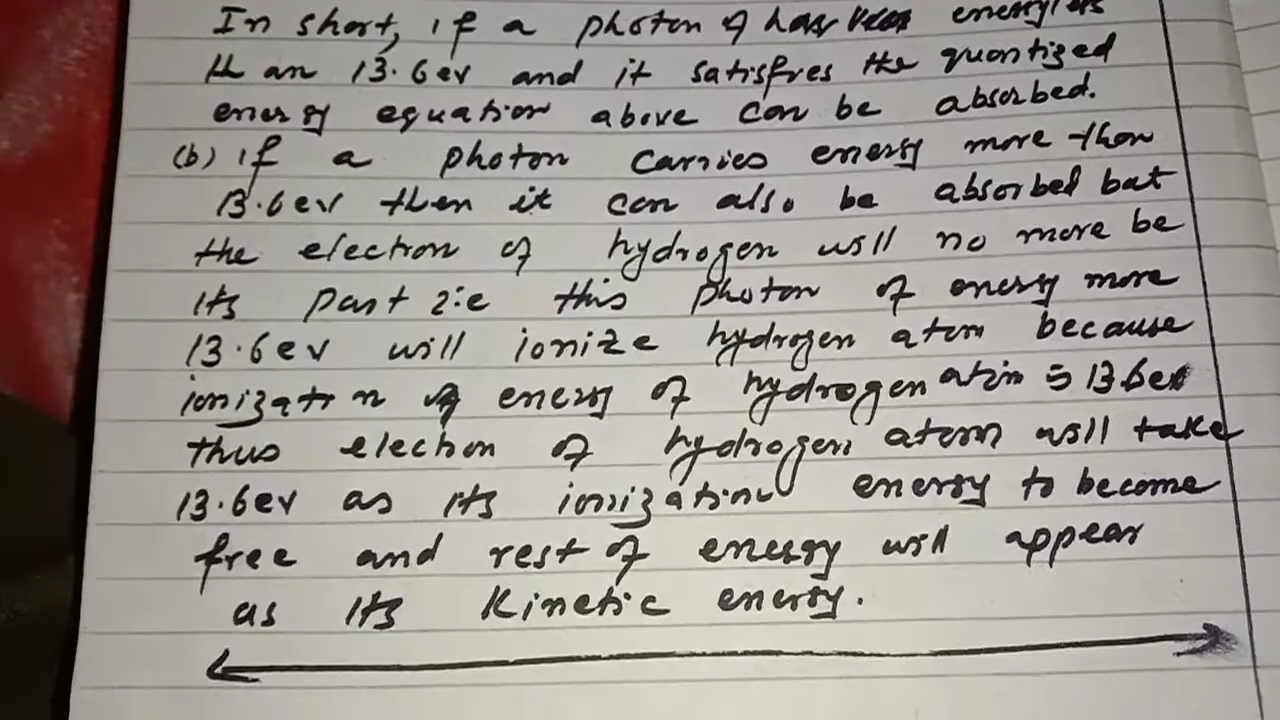 In short, if a photon of has energy
than 13.6ev and it satisfies the quantized
energy equation above can be absorbed.
(b) if a photon carries energy more than
13.6ev then it can also be absorbed bat
the election of hydrogen will no more be
its part i.e this photon of energy more
13.6ev will ionize hydrogen atom because
ionization energy of hydrogen atom = 13.6ev
thus election of hydrogen atom will take
13.6ev as its ionization energy to become
free and rest of energy will appear
as its Kinetic energy.